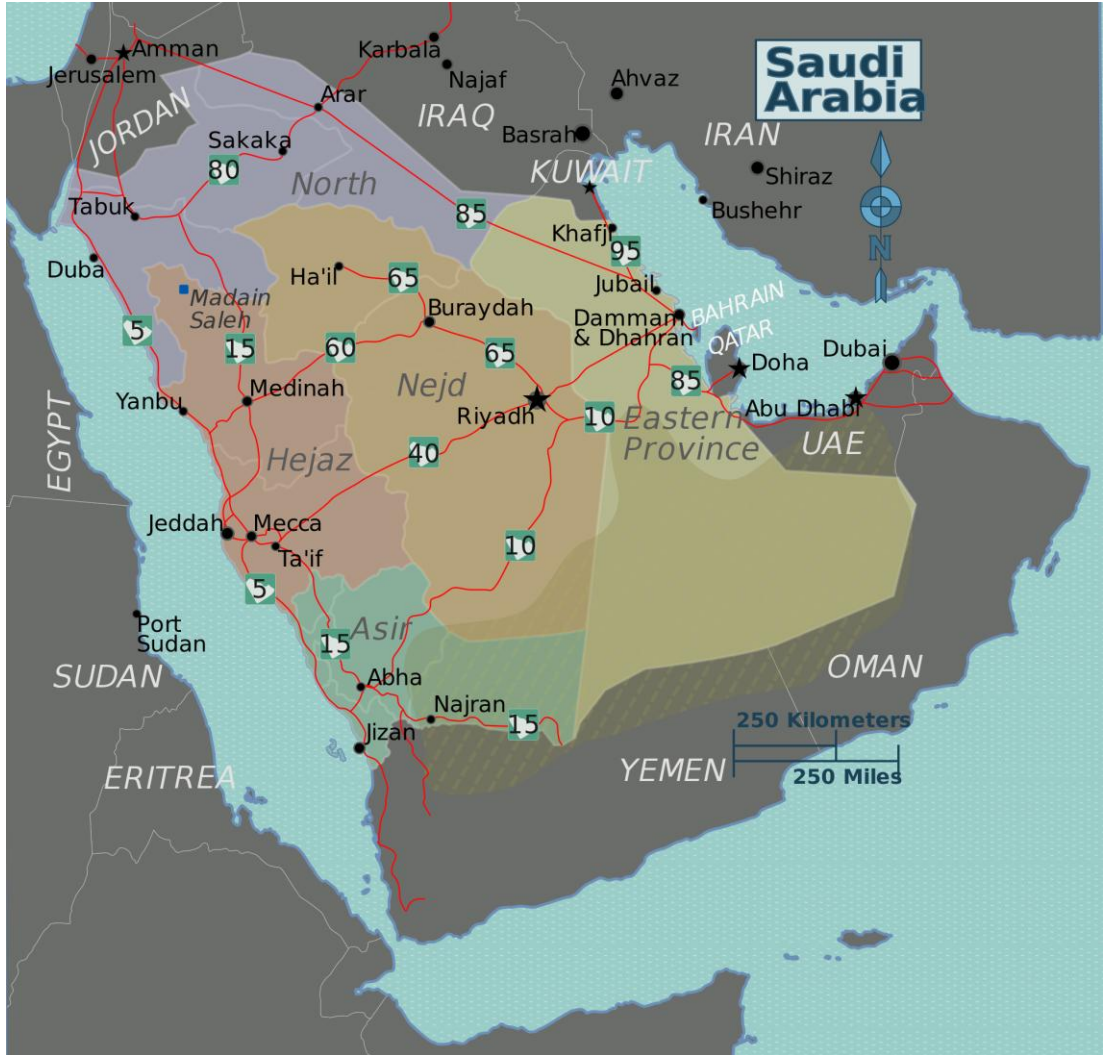 Saudi
Arabia
Amman
Jerusalem
Karbala
Najaf
Ahvaz
Arar
JORDAN
IRAQ
Basrah
IRAN
Sakaka
80
North
KUWAIT
Shiraz
Tabuk
85
Bushehr
Khafji
95
N
Duba
Ha'il
65
Jubail
Madain
Saleh
Buraydah
Dammam
& Dhahran
BAHRAIN
QATAR
5
15
60
65
Doha
Dubai
Medinah
Nejd
85
Yanbu
Riyadh
10
Eastern
Province
Abu Dhabi
UAE
EGYPT
Hejaz
40
Jeddah
Mecca
Ta'if
10
5
Port
Sudan
Asir
15
SUDAN
Abha
OMAN
Najran
15
250 Kilometers
Jizan
ERITREA
YEMEN
250 Miles